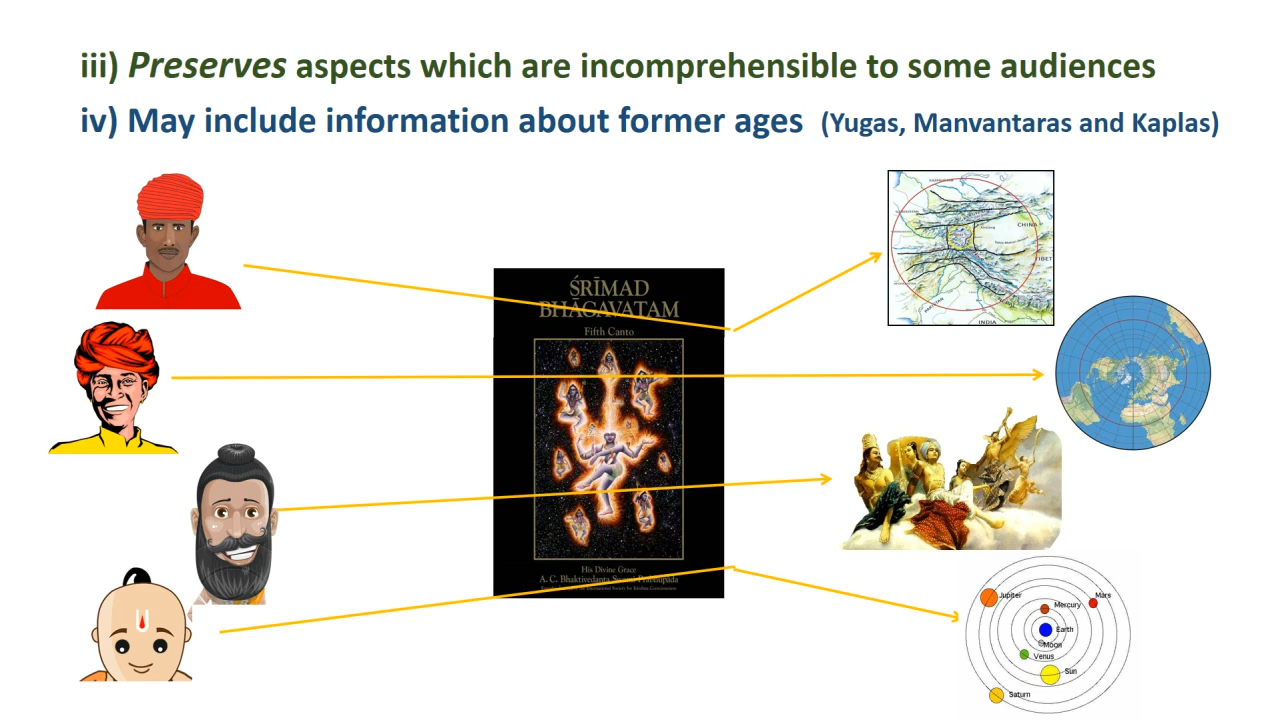 iii) Preserves aspects which are incomprehensible to some audiences
iv) May include information about former ages (Yugas, Manvantaras and Kaplas)
ŚRĪMAD
BHĀGAVATAM
Fifth Canto
His Divine Grace
A. C. Bhaktivedanta Swami Prabhupāda
CHINA
TIBET
INDIA
Jupiter
Mars
Mercury
Earth
Moon
Venus
Sun
Saturn